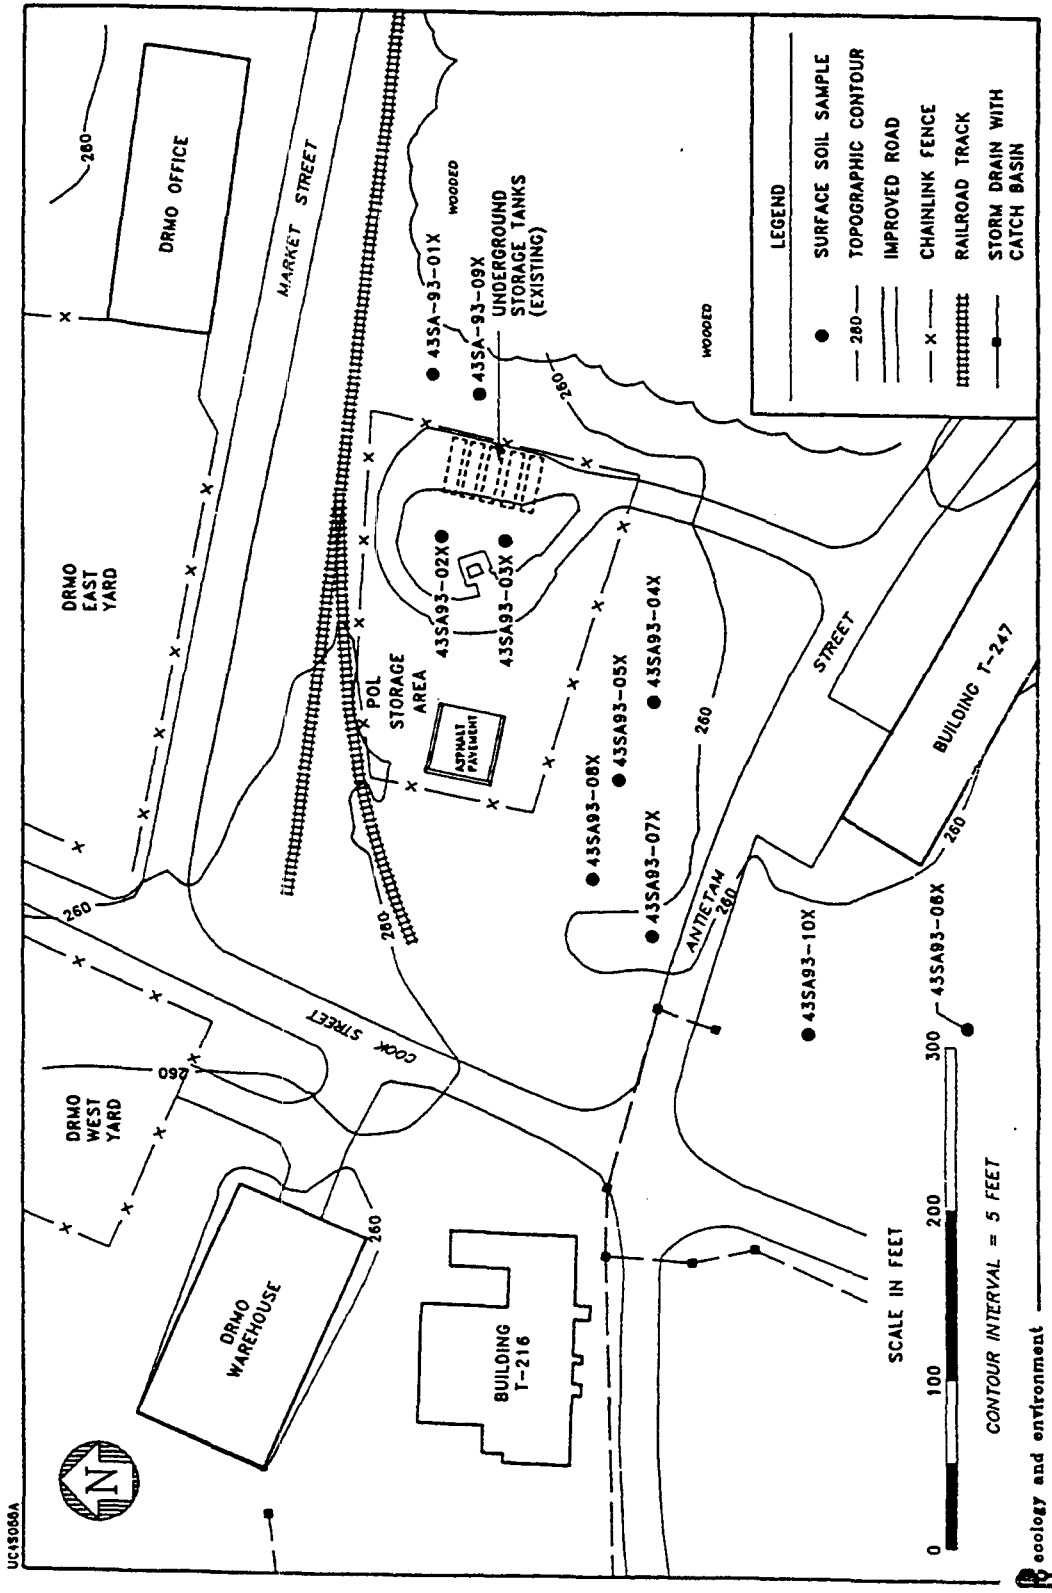 UC4S066A
DRMO
EAST
YARD
DRMO OFFICE
260
MARKET STREET
DRMO
WEST
YARD
260
260
COOK STREET
260
DRMO
WAREHOUSE
260
N
POL
STORAGE
AREA
ASPHALT
PAVEMENT
43SA93-02X
43SA93-03X
43SA-93-01X
43SA-93-09X
UNDERGROUND
STORAGE TANKS
(EXISTING)
WOODED
WOODED
260
43SA93-04X
43SA93-05X
43SA93-08X
43SA93-07X
260
ANTIETAM
STREET
260
BUILDING T-247
260
BUILDING
T-216
43SA93-10X
43SA93-06X
SCALE IN FEET
0
100
200
300
CONTOUR INTERVAL = 5 FEET
LEGEND
SURFACE SOIL SAMPLE
260
TOPOGRAPHIC CONTOUR
IMPROVED ROAD
X
CHAINLINK FENCE
RAILROAD TRACK
STORM DRAIN WITH
CATCH BASIN
ecology and environment